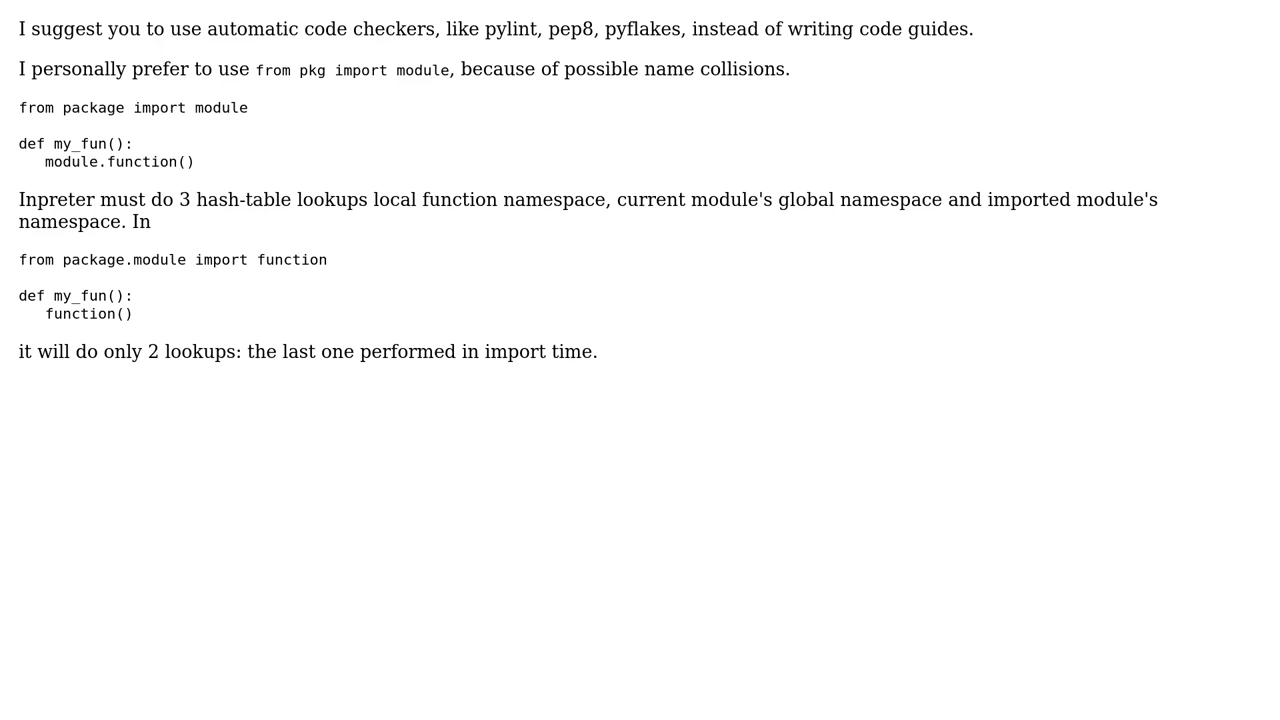 I suggest you to use automatic code checkers, like pylint, pep8, pyflakes, instead of writing code guides.
I personally prefer to use from pkg import module, because of possible name collisions.
from package import module
def my_fun():
   module.function()
Inpreter must do 3 hash-table lookups local function namespace, current module's global namespace and imported module's
namespace. In
from package.module import function
def my_fun():
   function()
it will do only 2 lookups: the last one performed in import time.